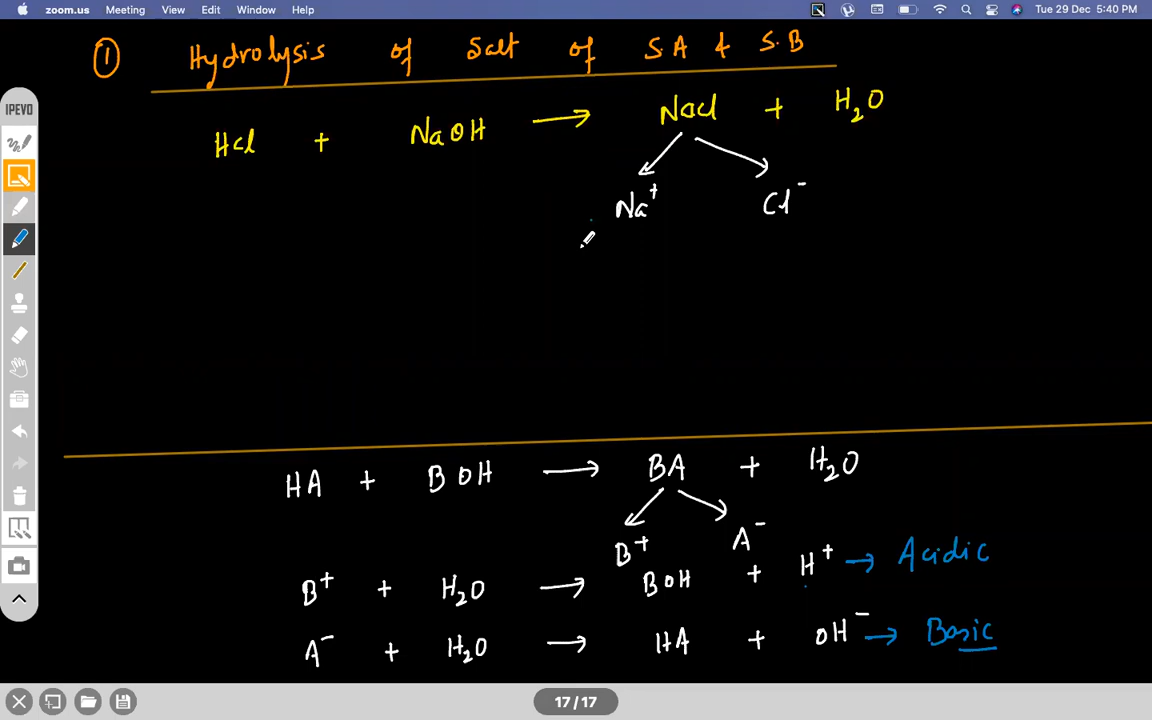 zoom.us Meeting View Edit Window Help Tue 29 Dec 5:40 PM
IPEVO
① Hydrolysis of Salt of S.A & S.B
HCl + NaOH → NaCl + H₂O
Na⁺ Cl⁻
HA + BOH → BA + H₂O
B⁺ A⁻
B⁺ + H₂O → BOH + H⁺ → Acidic
A⁻ + H₂O → HA + OH⁻ → Basic
17/17